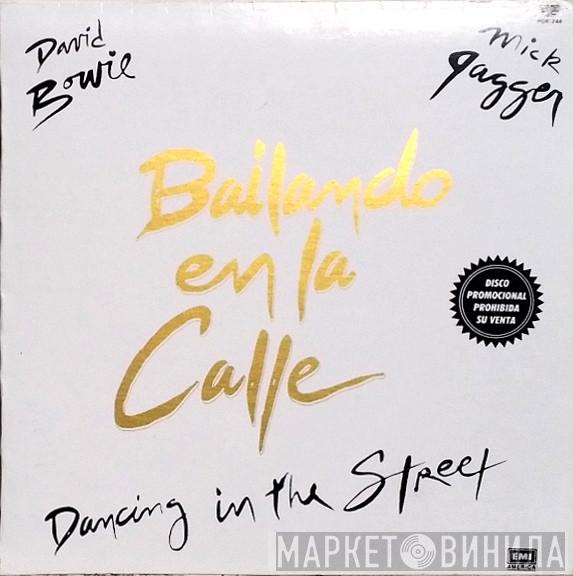 David
Bowie
Mick
Jagger
Bailando
en la
Calle
DISCO
PROMOCIONAL
PROHIBIDA
SU VENTA
Dancing in the Street
EMI
МАРКЕТ ВИНИЛА